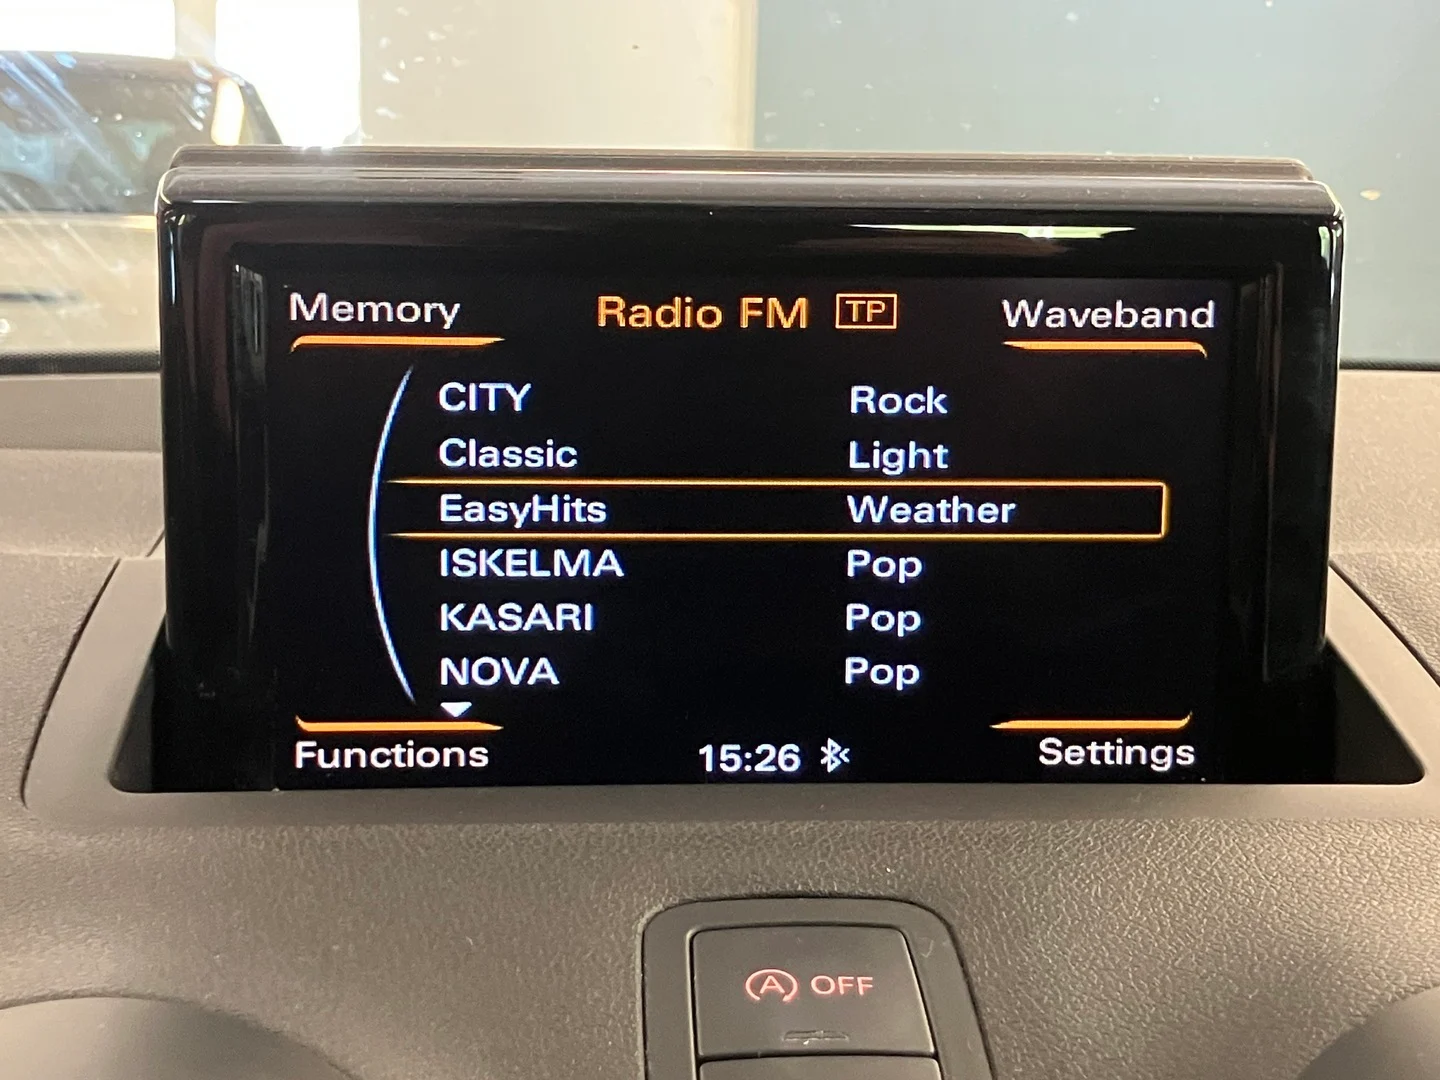 Memory Radio FM TP Waveband
CITY Rock
Classic Light
EasyHits Weather
ISKELMA Pop
KASARI Pop
NOVA Pop
Functions 15:26 Settings
A OFF